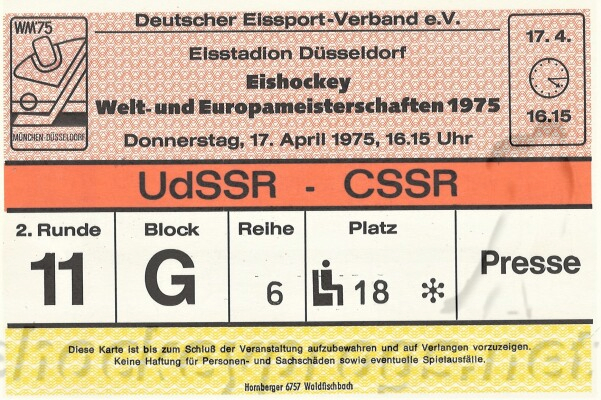 WM'75
MÜNCHEN-DÜSSELDORF
Deutscher Eissport-Verband e.V.
Eisstadion Düsseldorf
Eishockey
Welt- und Europameisterschaften 1975
Donnerstag, 17. April 1975, 16.15 Uhr
17. 4.
16.15
UdSSR - CSSR
2. Runde
11
Block
G
Reihe
6
Platz
18 *
Presse
Diese Karte ist bis zum Schluß der Veranstaltung aufzubewahren und auf Verlangen vorzuzeigen.
Keine Haftung für Personen- und Sachschäden sowie eventuelle Spielausfälle.
Hornberger 6757 Waldfischbach